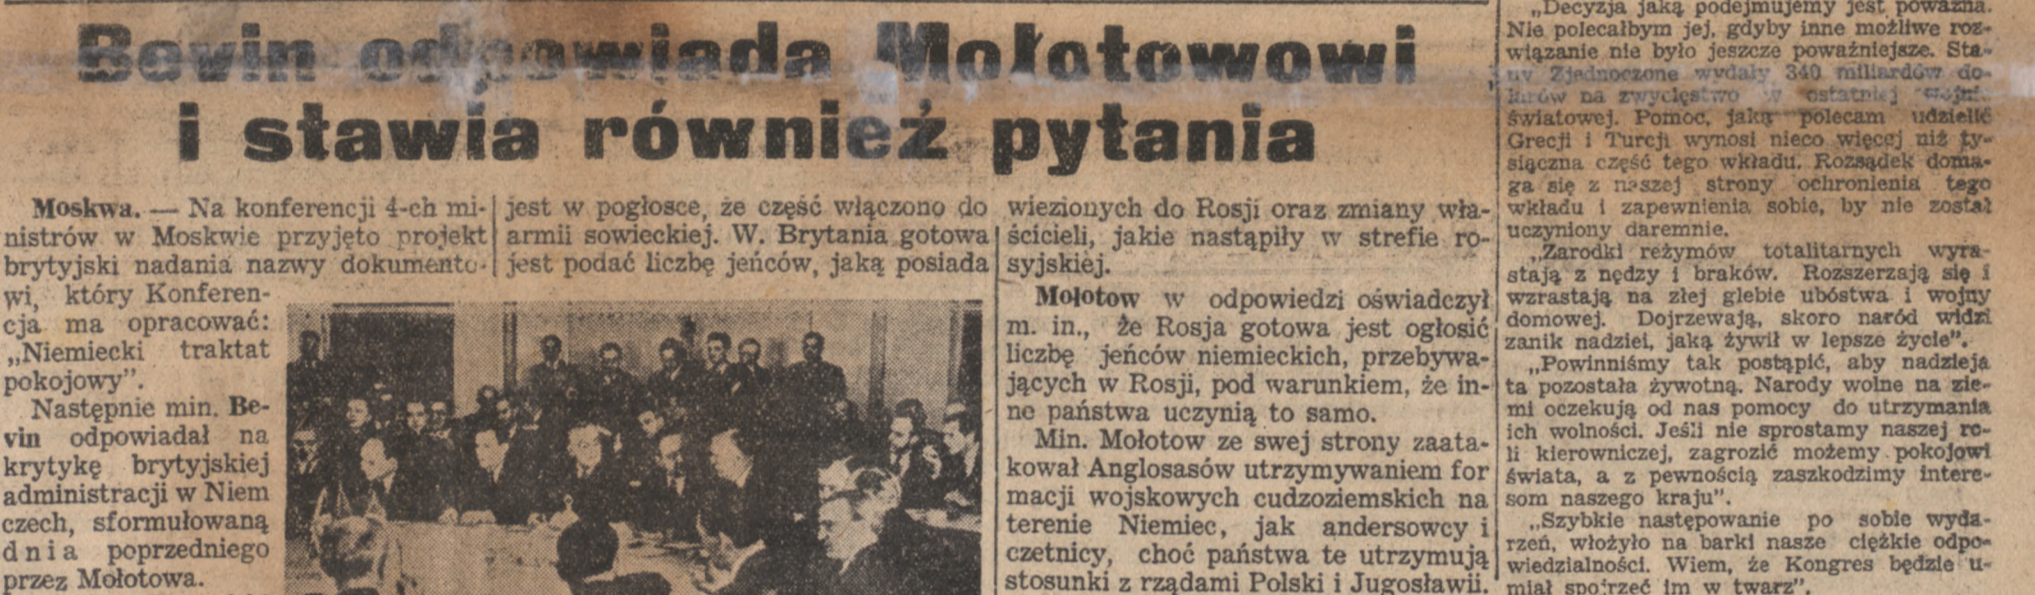 Bevin odpowiada Mołotowowi
i stawia również pytania
Moskwa. — Na konferencji 4-ch mi-
nistrów w Moskwie przyjęto projekt
brytyjski nadania nazwy dokumento-
wi, który Konferen-
cja ma opracować:
„Niemiecki traktat
pokojowy”.
Następnie min. Be-
vin odpowiadał na
krytykę brytyjskiej
administracji w Niem
czech, sformułowaną
dnia poprzedniego
przez Mołotowa.
jest w pogłosce, że część włączono do
armii sowieckiej. W. Brytania gotowa
jest podać liczbę jeńców, jaką posiada
wiezionych do Rosji oraz zmiany wła-
ścicieli, jakie nastąpiły w strefie ro-
syjskiej.
Mołotow w odpowiedzi oświadczył
m. in., że Rosja gotowa jest ogłosić
liczbę jeńców niemieckich, przebywa-
jących w Rosji, pod warunkiem, że in-
ne państwa uczynią to samo.
Min. Mołotow ze swej strony zaata-
kował Anglosasów utrzymywaniem for
macji wojskowych cudzoziemskich na
terenie Niemiec, jak andersowcy i
czetnicy, choć państwa te utrzymują
stosunki z rządami Polski i Jugosławii.
„Decyzja jaką podejmujemy jest poważna.
Nie polecałbym jej, gdyby inne możliwe roz-
wiązanie nie było jeszcze poważniejsze. Sta-
ny Zjednoczone wydały 340 miliardów do-
larów na zwycięstwo w ostatniej wojnie
światowej. Pomoc, jaką polecam udzielić
Grecji i Turcji wynosi nieco więcej niż ty-
siączna część tego wkładu. Rozsądek doma-
ga się z naszej strony ochronienia tego
wkładu i zapewnienia sobie, by nie został
uczyniony daremnie.
„Zarodki reżymów totalitarnych wyra-
stają z nędzy i braków. Rozszerzają się i
wzrastają na złej glebie ubóstwa i wojny
domowej. Dojrzewają, skoro naród widzi
zanik nadziei, jaką żywił w lepsze życie”.
„Powinniśmy tak postąpić, aby nadzieja
ta pozostała żywotną. Narody wolne na zie-
mi oczekują od nas pomocy do utrzymania
ich wolności. Jeśli nie sprostamy naszej ro-
li kierowniczej, zagrozić możemy pokojowi
świata, a z pewnością zaszkodzimy intere-
som naszego kraju”.
„Szybkie następowanie po sobie wyda-
rzeń, włożyło na barki nasze ciężkie odpo-
wiedzialności. Wiem, że Kongres będzie u-
miał spojrzeć im w twarz”.